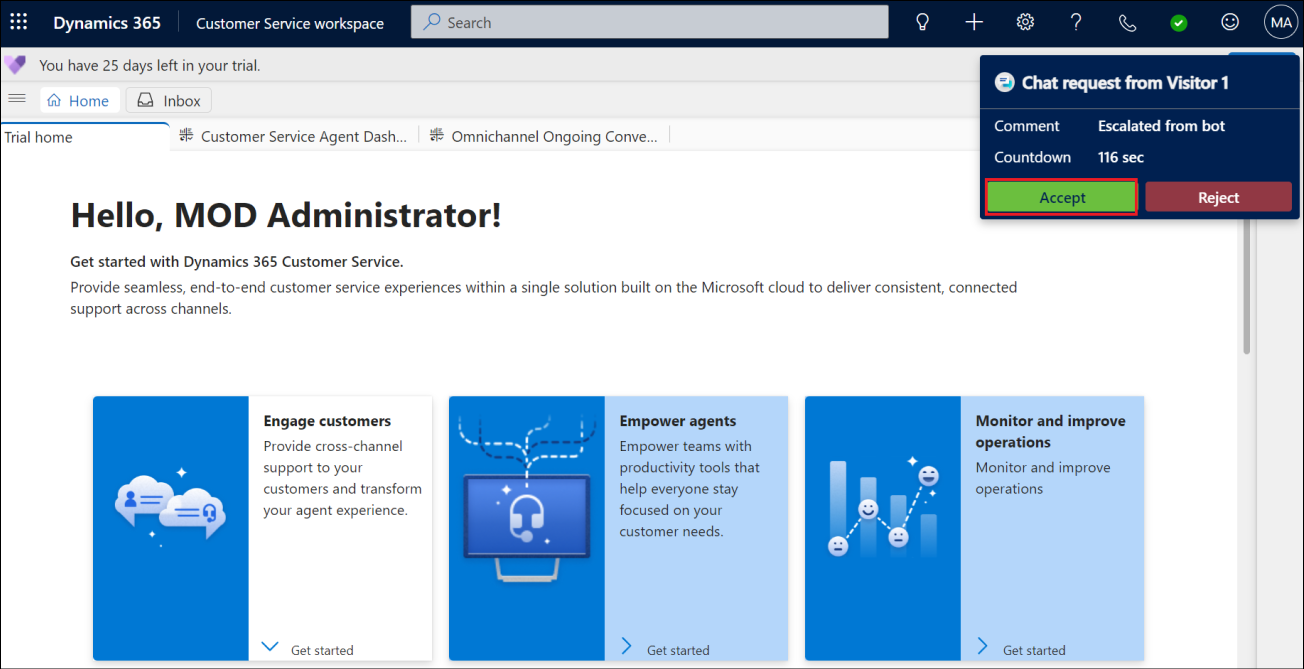 Dynamics 365
Customer Service workspace
Search
MA
You have 25 days left in your trial.
Home
Inbox
Trial home
Customer Service Agent Dash...
Omnichannel Ongoing Conve...
Chat request from Visitor 1
Comment Escalated from bot
Countdown 116 sec
Accept
Reject
Hello, MOD Administrator!
Get started with Dynamics 365 Customer Service.
Provide seamless, end-to-end customer service experiences within a single solution built on the Microsoft cloud to deliver consistent, connected
support across channels.
Engage customers
Provide cross-channel
support to your
customers and transform
your agent experience.
Get started
Empower agents
Empower teams with
productivity tools that
help everyone stay
focused on your
customer needs.
Get started
Monitor and improve
operations
Monitor and improve
operations
Get started